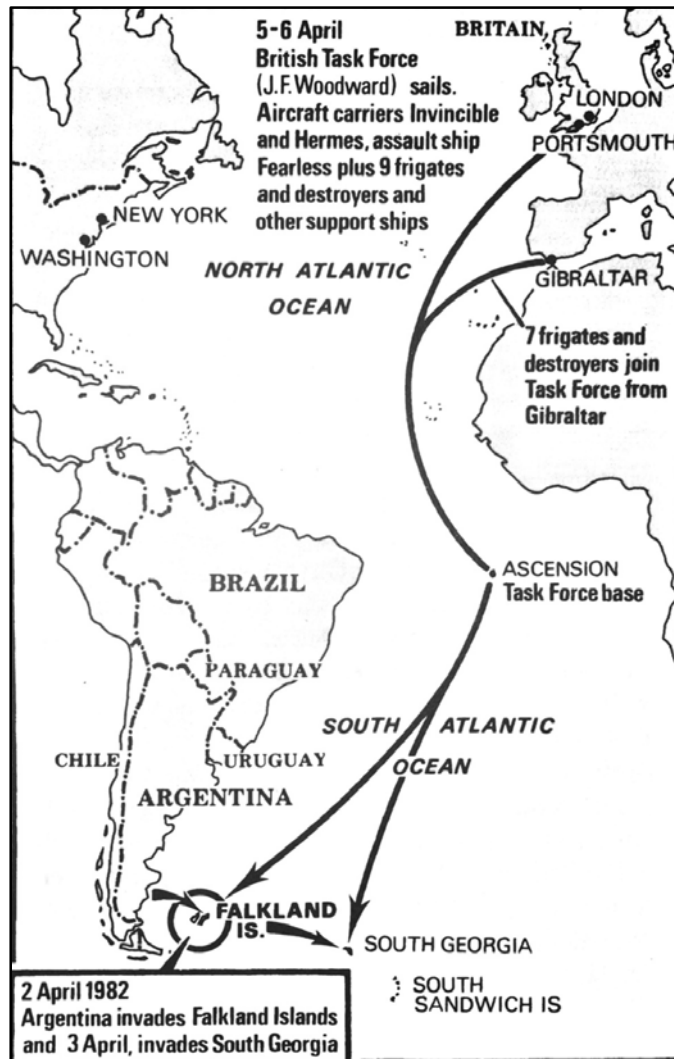 5-6 April
British Task Force
(J.F.Woodward) sails.
Aircraft carriers Invincible
and Hermes, assault ship
Fearless plus 9 frigates
and destroyers and
other support ships
BRITAIN
LONDON
PORTSMOUTH
NEW YORK
WASHINGTON
NORTH ATLANTIC
OCEAN
GIBRALTAR
7 frigates and
destroyers join
Task Force from
Gibraltar
ASCENSION
Task Force base
BRAZIL
PARAGUAY
SOUTH ATLANTIC
OCEAN
CHILE
URUGUAY
ARGENTINA
FALKLAND
IS.
SOUTH GEORGIA
SOUTH
SANDWICH IS
2 April 1982
Argentina invades Falkland Islands
and 3 April, invades South Georgia